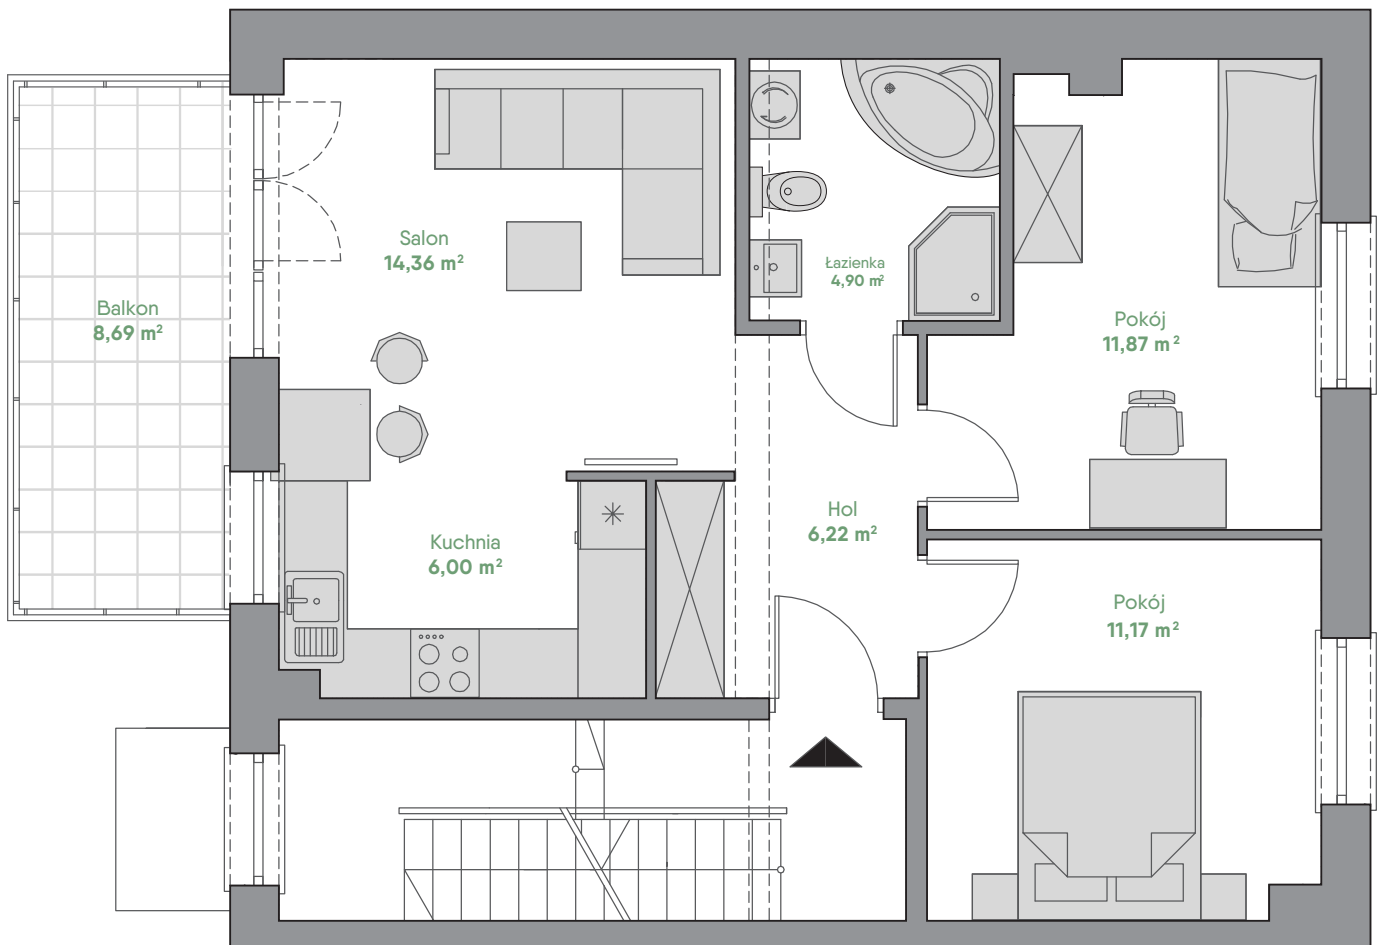 Salon
14,36 m²
Balkon
8,69 m²
Łazienka
4,90 m²
Pokój
11,87 m²
Hol
6,22 m²
Kuchnia
6,00 m²
Pokój
11,17 m²